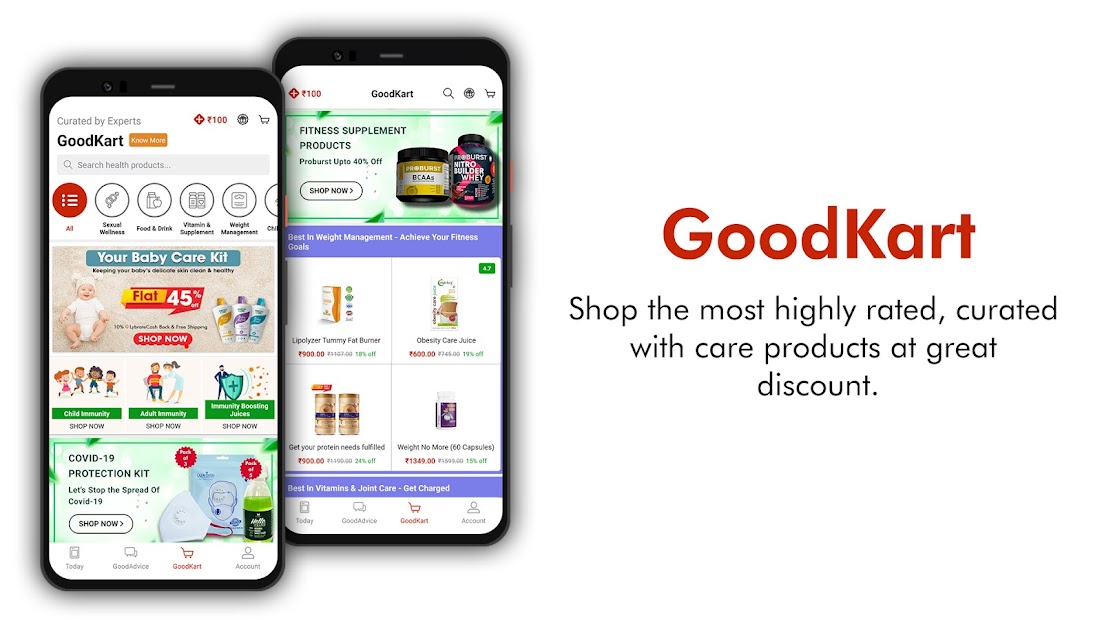 Curated by Experts
₹100
GoodKart
Know More
Search health products...
All
Sexual
Wellness
Food & Drink
Vitamin &
Supplement
Weight
Management
Chil
Your Baby Care Kit
Keeping your baby's delicate skin clean & healthy
Flat 45% off
10% LybrateCash Back & Free Shipping
SHOP NOW
Child Immunity
SHOP NOW
Adult Immunity
SHOP NOW
Immunity Boosting
Juices
SHOP NOW
COVID-19
PROTECTION KIT
Let's Stop the Spread Of
Covid-19
SHOP NOW >
Pack of 3
Today
GoodAdvice
GoodKart
Account
₹100
GoodKart
FITNESS SUPPLEMENT
PRODUCTS
Proburst Upto 40% Off
SHOP NOW >
PROBURST
BCAAs
PROBURST
NITRO
BUILDER
WHEY
Best In Weight Management - Achieve Your Fitness
Goals
Lipolyzer Tummy Fat Burner
₹900.00 ₹1107.00 18% off
4.7
Obesity Care Juice
₹600.00 ₹745.00 19% off
Get your protein needs fulfilled
₹900.00 ₹1190.00 24% off
Weight No More (60 Capsules)
₹1349.00 ₹1599.00 15% off
Best In Vitamins & Joint Care - Get Charged
Today
GoodAdvice
GoodKart
Account
GoodKart
Shop the most highly rated, curated
with care products at great
discount.